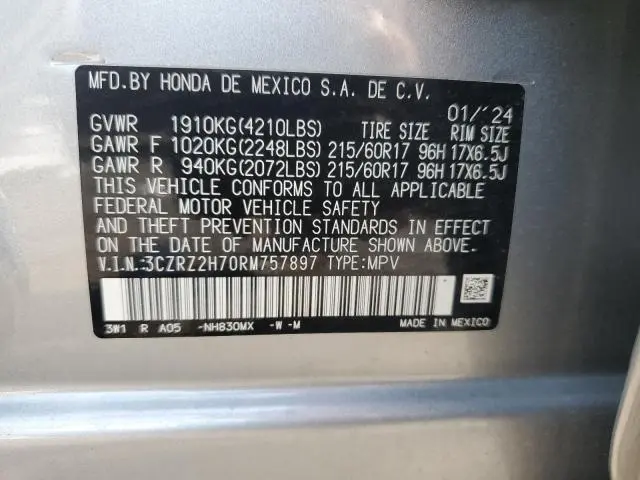 MFD.BY HONDA DE MEXICO S.A. DE C.V.
01/'24
GVWR 1910KG(4210LBS) TIRE SIZE RIM SIZE
GAWR F 1020KG(2248LBS) 215/60R17 96H 17X6.5J
GAWR R 940KG(2072LBS) 215/60R17 96H 17X6.5J
THIS VEHICLE CONFORMS TO ALL APPLICABLE
FEDERAL MOTOR VEHICLE SAFETY
AND THEFT PREVENTION STANDARDS IN EFFECT
ON THE DATE OF MANUFACTURE SHOWN ABOVE.
V.I.N.:3CZRZ2H70RM757897 TYPE:MPV
3W1 R A05 -NH830MX -W -M MADE IN MEXICO